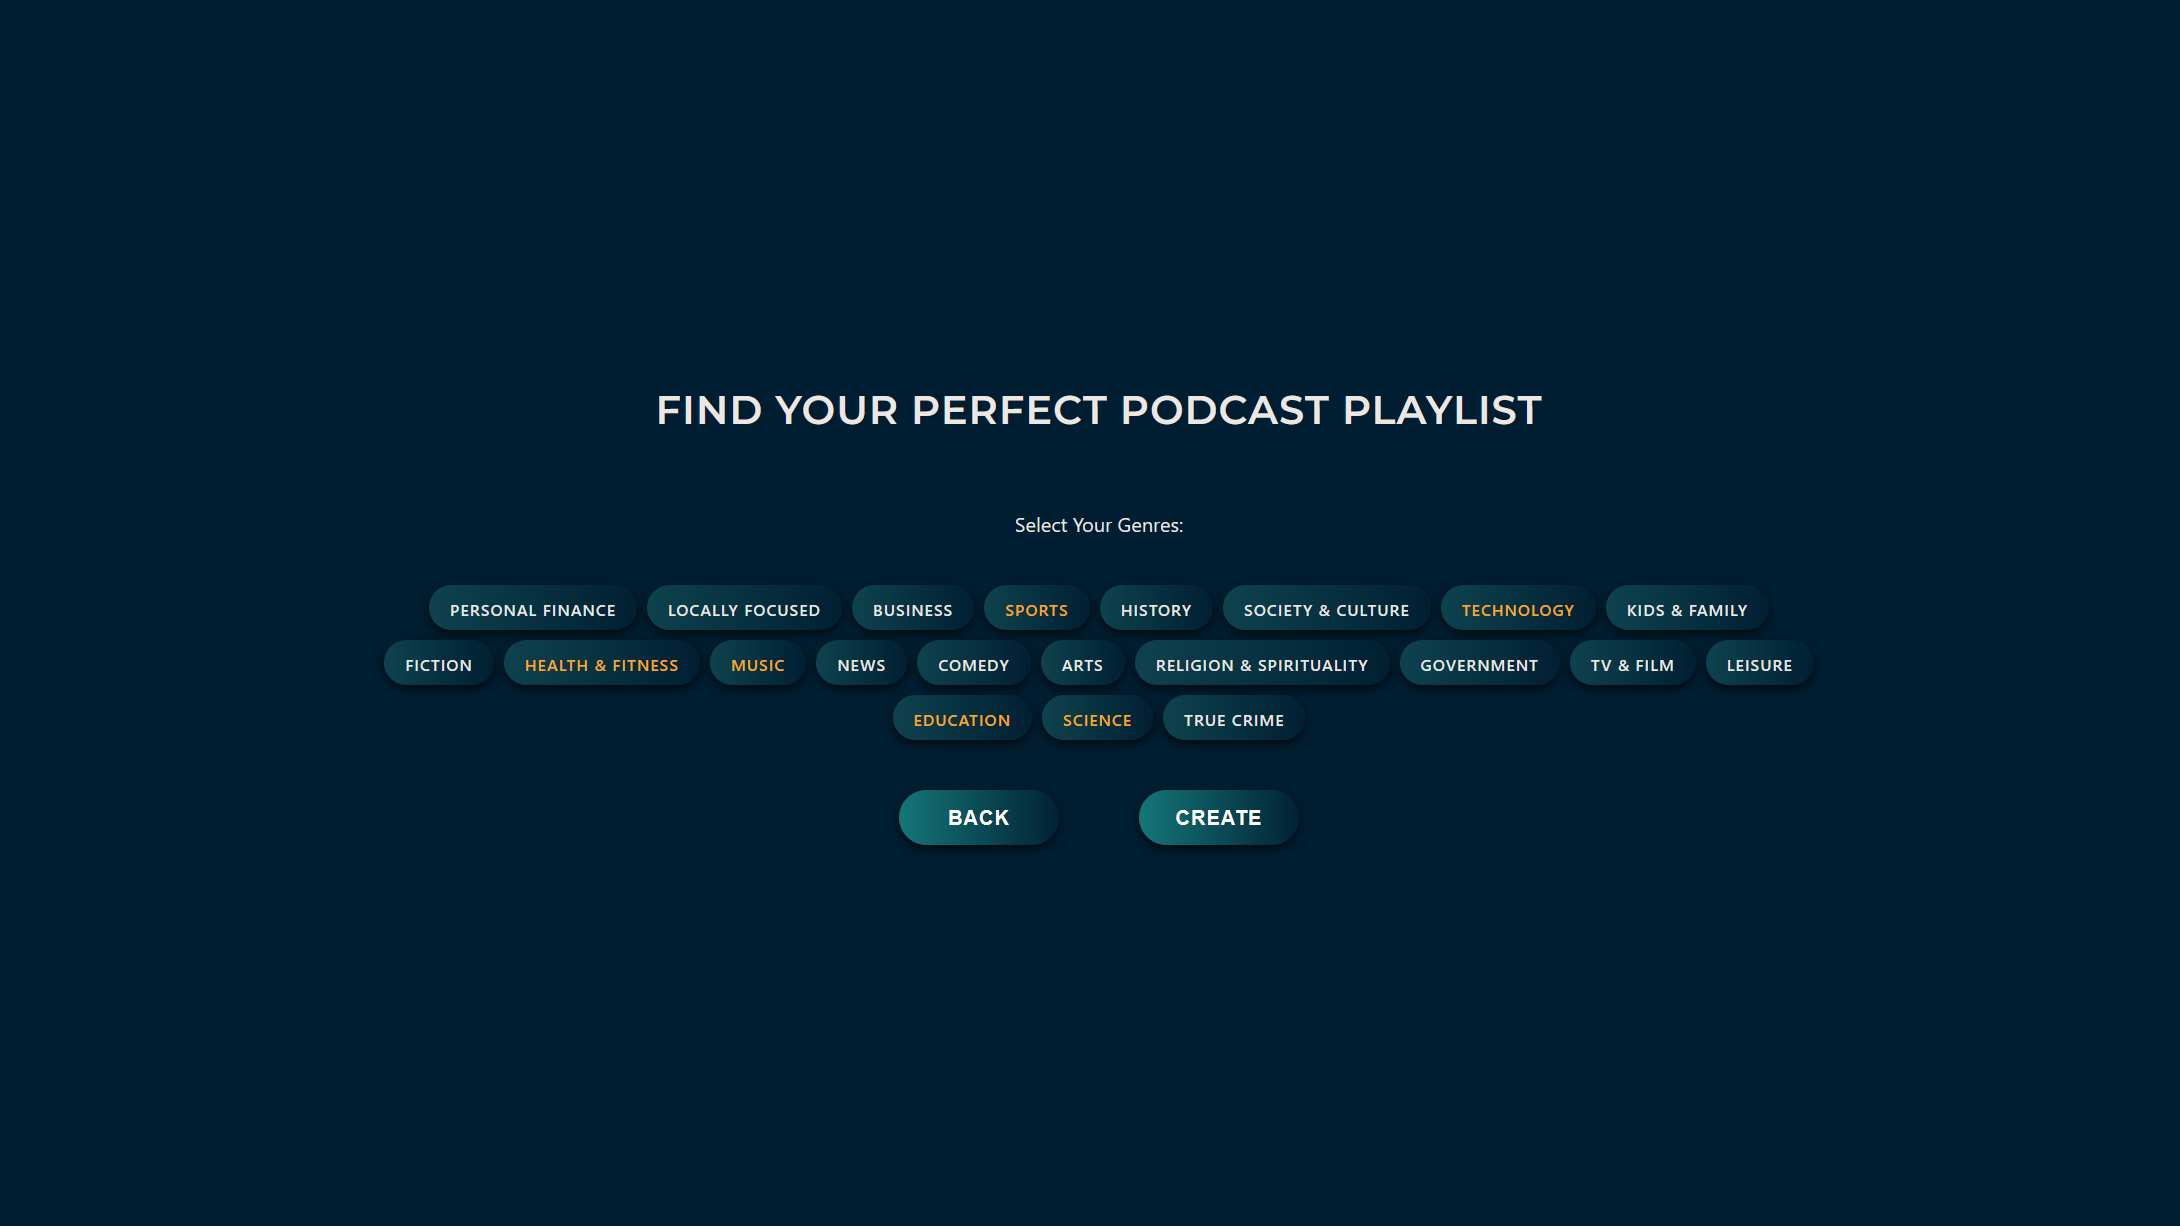 FIND YOUR PERFECT PODCAST PLAYLIST
Select Your Genres:
PERSONAL FINANCE LOCALLY FOCUSED BUSINESS SPORTS HISTORY SOCIETY & CULTURE TECHNOLOGY KIDS & FAMILY
FICTION HEALTH & FITNESS MUSIC NEWS COMEDY ARTS RELIGION & SPIRITUALITY GOVERNMENT TV & FILM LEISURE
EDUCATION SCIENCE TRUE CRIME
BACK CREATE